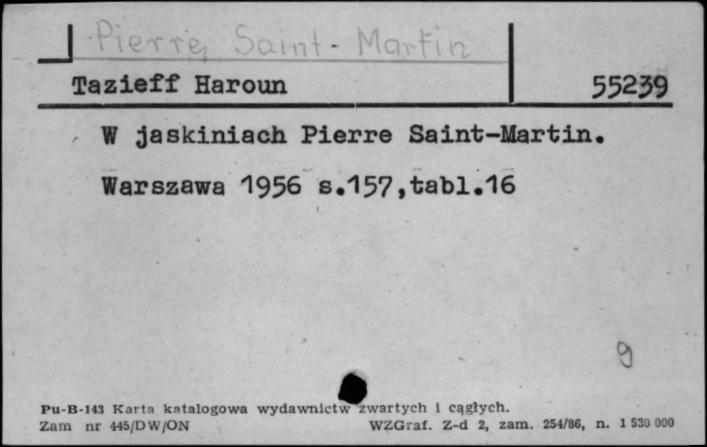 Pierre, Saint-Martin
Tazieff Haroun 55239
W jaskiniach Pierre Saint-Martin.
Warszawa 1956 s.157,tabl.16
9
Pu-B-143 Karta katalogowa wydawnictw zwartych i cągłych.
Zam nr 445/DW/ON WZGraf. Z-d 2, zam. 254/86, n. 1 530 000